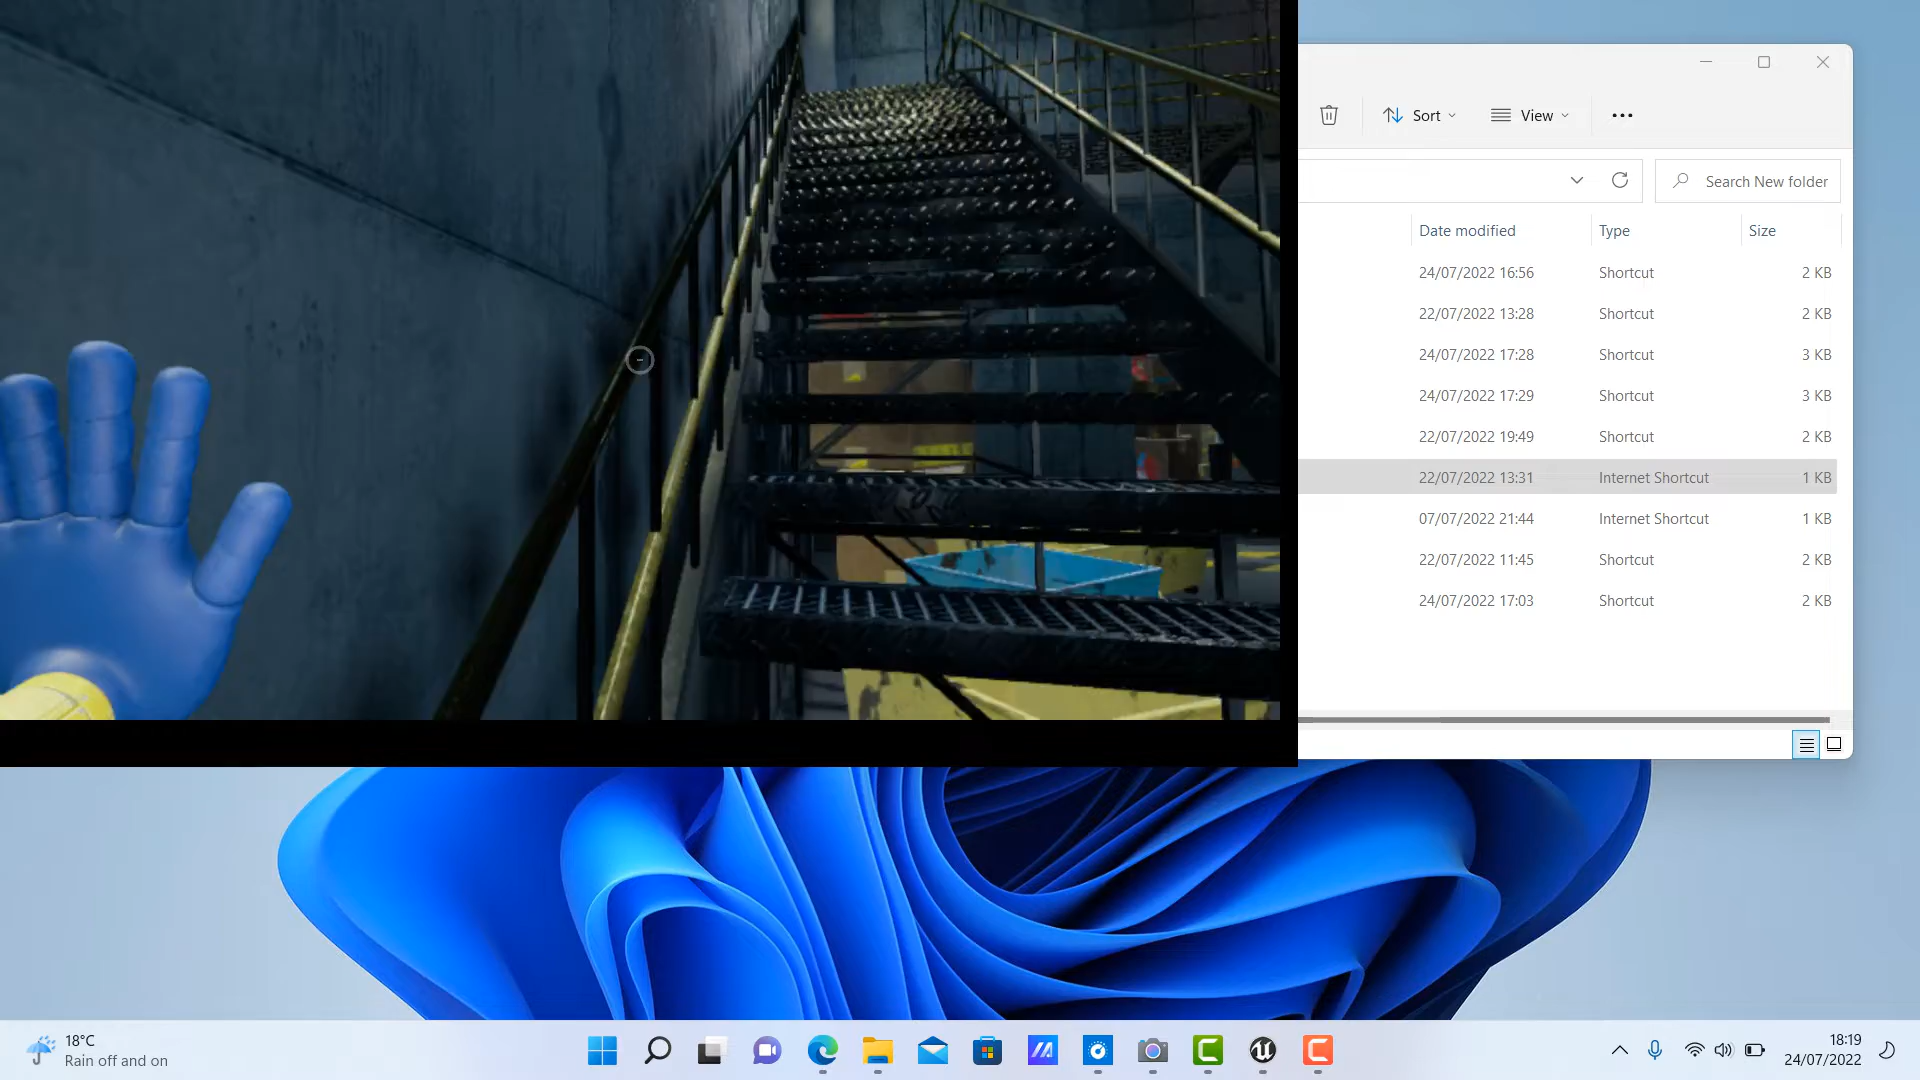 Sort
View
Search New folder
Date modified Type Size
24/07/2022 16:56 Shortcut 2 KB
22/07/2022 13:28 Shortcut 2 KB
24/07/2022 17:28 Shortcut 3 KB
24/07/2022 17:29 Shortcut 3 KB
22/07/2022 19:49 Shortcut 2 KB
22/07/2022 13:31 Internet Shortcut 1 KB
07/07/2022 21:44 Internet Shortcut 1 KB
22/07/2022 11:45 Shortcut 2 KB
24/07/2022 17:03 Shortcut 2 KB
18°C
Rain off and on
18:19
24/07/2022